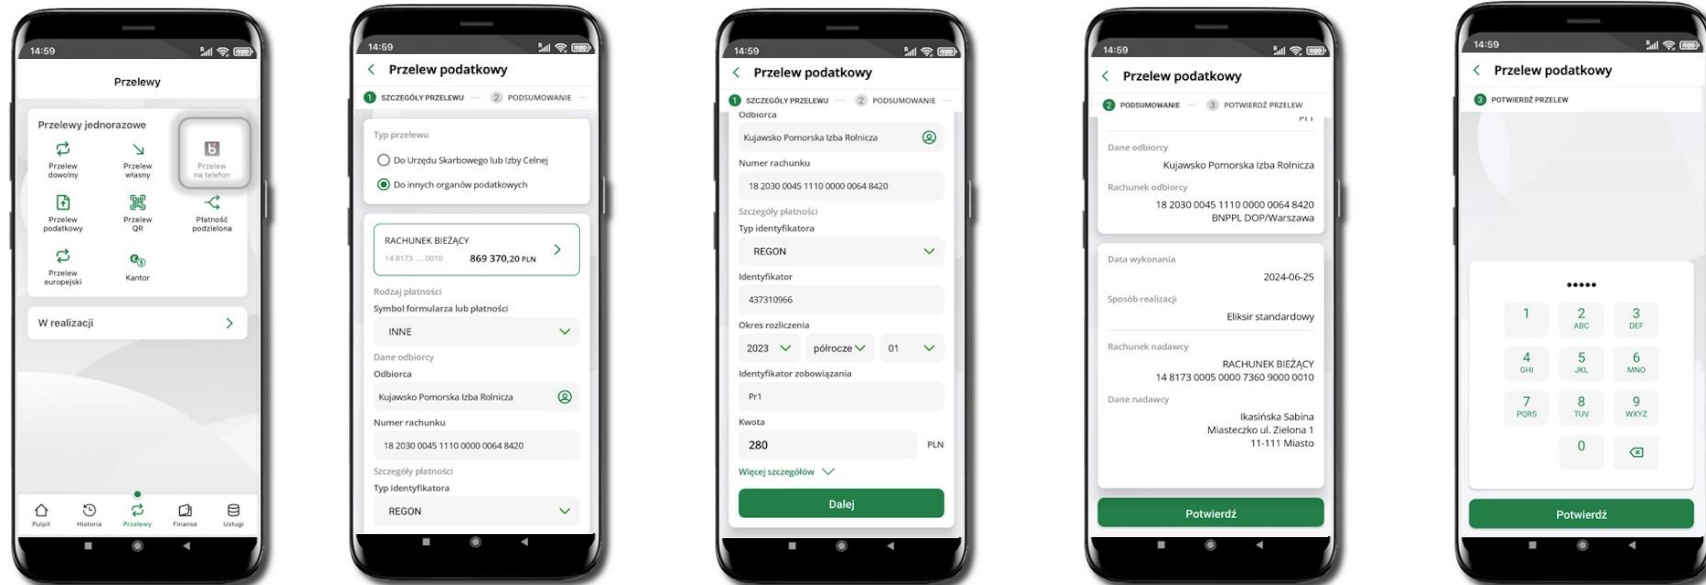 14:59
Przelewy
Przelewy jednorazowe
Przelew
dowolny
Przelew
własny
Przelew
na telefon
Przelew
podatkowy
Przelew
QR
Płatność
podzielona
Przelew
europejski
Kantor
W realizacji
Pulpit
Historia
Przelewy
Finanse
Usługi
14:59
Przelew podatkowy
1 SZCZEGÓŁY PRZELEWU 2 PODSUMOWANIE
Typ przelewu
Do Urzędu Skarbowego lub Izby Celnej
Do innych organów podatkowych
RACHUNEK BIEŻĄCY
14 8173 .... 0010 869 370,20 PLN
Rodzaj płatności
Symbol formularza lub płatności
INNE
Dane odbiorcy
Odbiorca
Kujawsko Pomorska Izba Rolnicza
Numer rachunku
18 2030 0045 1110 0000 0064 8420
Szczegóły płatności
Typ identyfikatora
REGON
14:59
Przelew podatkowy
1 SZCZEGÓŁY PRZELEWU 2 PODSUMOWANIE
Odbiorca
Kujawsko Pomorska Izba Rolnicza
Numer rachunku
18 2030 0045 1110 0000 0064 8420
Szczegóły płatności
Typ identyfikatora
REGON
Identyfikator
437310966
Okres rozliczenia
2023 półrocze 01
Identyfikator zobowiązania
Pr1
Kwota
280 PLN
Więcej szczegółów
Dalej
14:59
Przelew podatkowy
2 PODSUMOWANIE 3 POTWIERDŹ PRZELEW
Dane odbiorcy
Kujawsko Pomorska Izba Rolnicza
Rachunek odbiorcy
18 2030 0045 1110 0000 0064 8420
BNPPL DOP/Warszawa
Data wykonania
2024-06-25
Sposób realizacji
Eliksir standardowy
Rachunek nadawcy
RACHUNEK BIEŻĄCY
14 8173 0005 0000 7360 9000 0010
Dane nadawcy
Ikasińska Sabina
Miasteczko ul. Zielona 1
11-111 Miasto
Potwierdź
14:59
Przelew podatkowy
3 POTWIERDŹ PRZELEW
1 2 3
ABC DEF
4 5 6
GHI JKL MNO
7 8 9
PQRS TUV WXYZ
0
Potwierdź